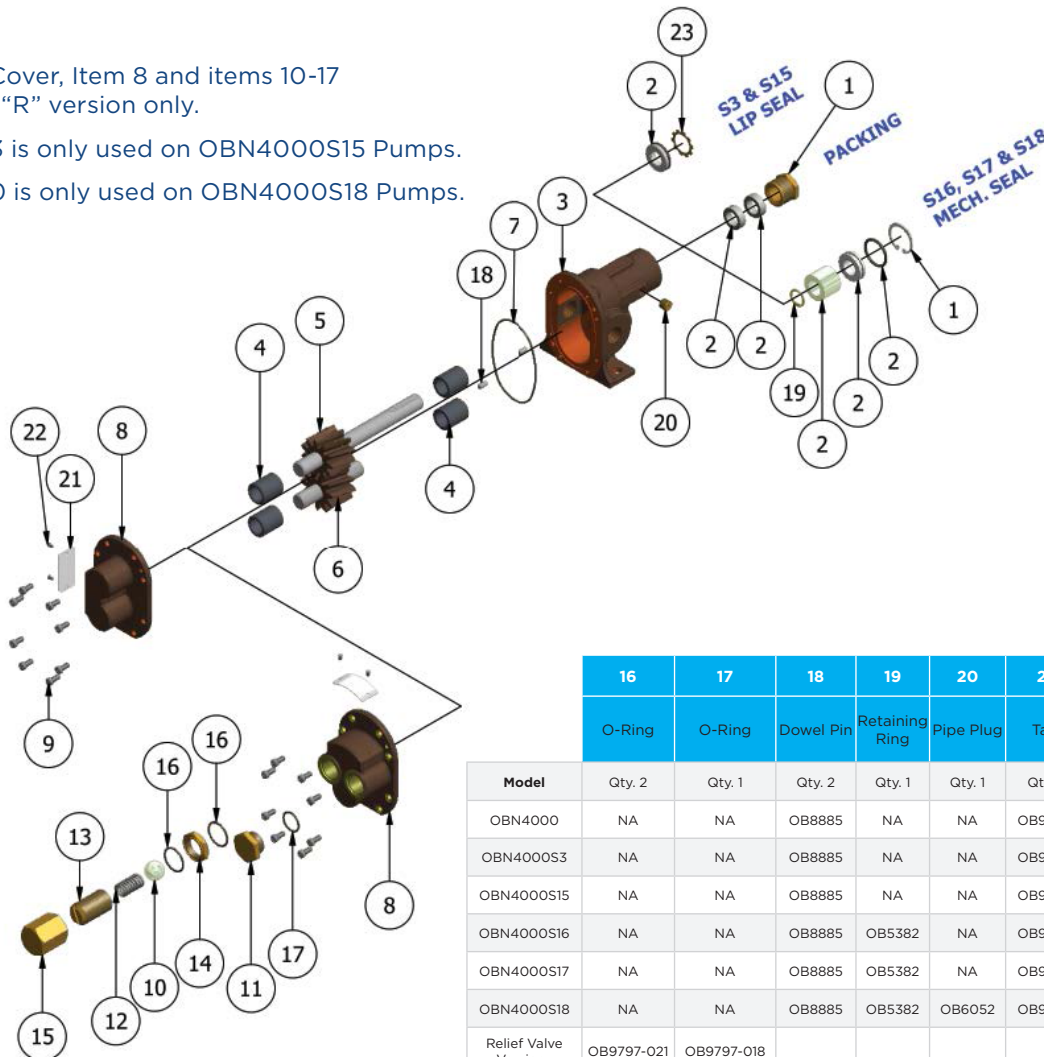 Cover, Item 8 and items 10-17
"R" version only.
is only used on OBN4000S15 Pumps.
is only used on OBN4000S18 Pumps.
23
2
S3 & S15
LIP SEAL
1
PACKING
S16, S17 & S18
MECH. SEAL
3
7
18
2
2
20
19
2
2
2
1
5
4
4
6
22
21
8
9
16
16
13
12
10
14
11
17
15
8
16 17 18 19 20
O-Ring O-Ring Dowel Pin Retaining Ring Pipe Plug
Model Qty. 2 Qty. 1 Qty. 2 Qty. 1 Qty. 1
OBN4000 NA NA OB8885 NA NA
OBN4000S3 NA NA OB8885 NA NA
OBN4000S15 NA NA OB8885 NA NA
OBN4000S16 NA NA OB8885 OB5382 NA
OBN4000S17 NA NA OB8885 OB5382 NA
OBN4000S18 NA NA OB8885 OB5382 OB6052
Relief Valve OB9797-021 OB9797-018